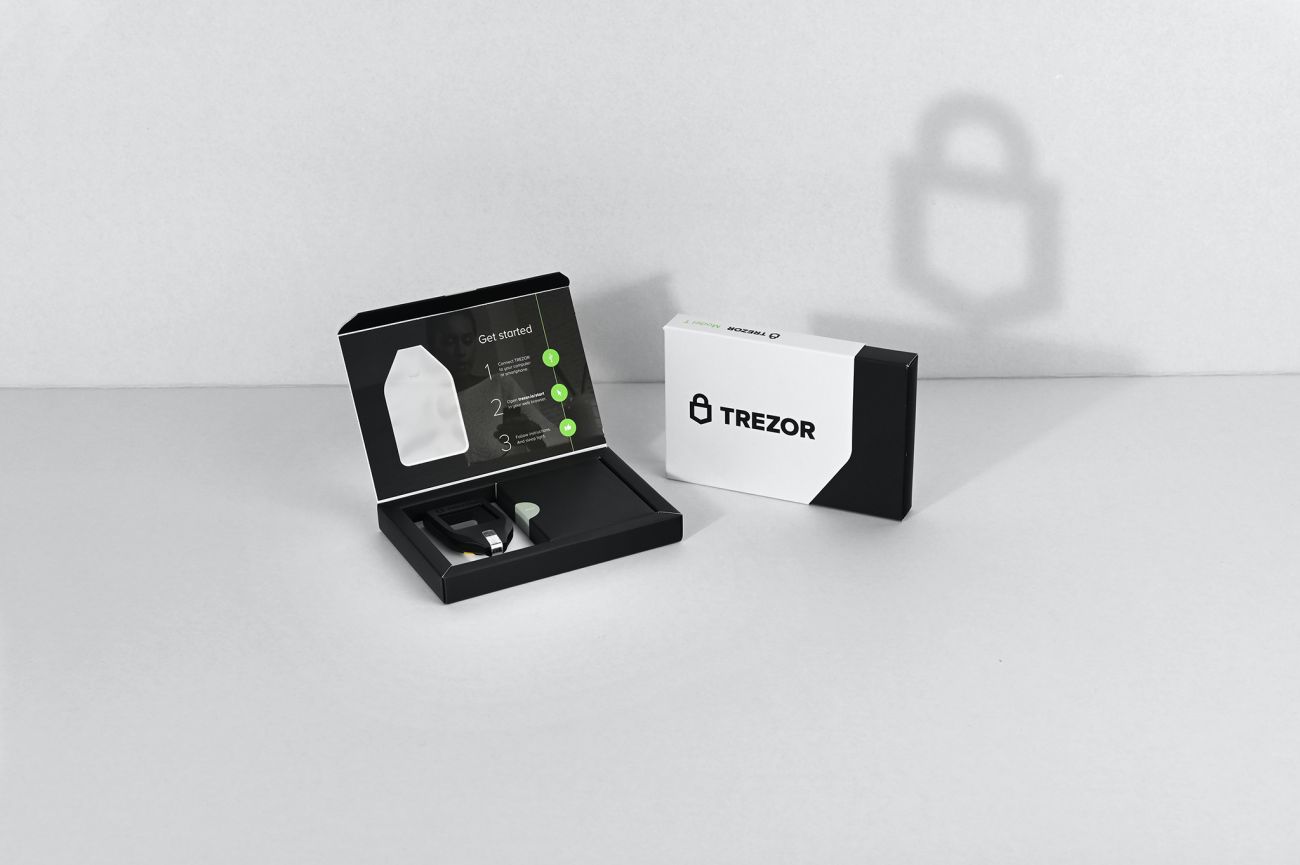 Get started
1
Connect TREZOR
to your computer
or smartphone.
2
Open trezor.io/start
in your web browser.
3
Follow instructions.
And sleep tight.
TREZOR
Model T
TREZOR